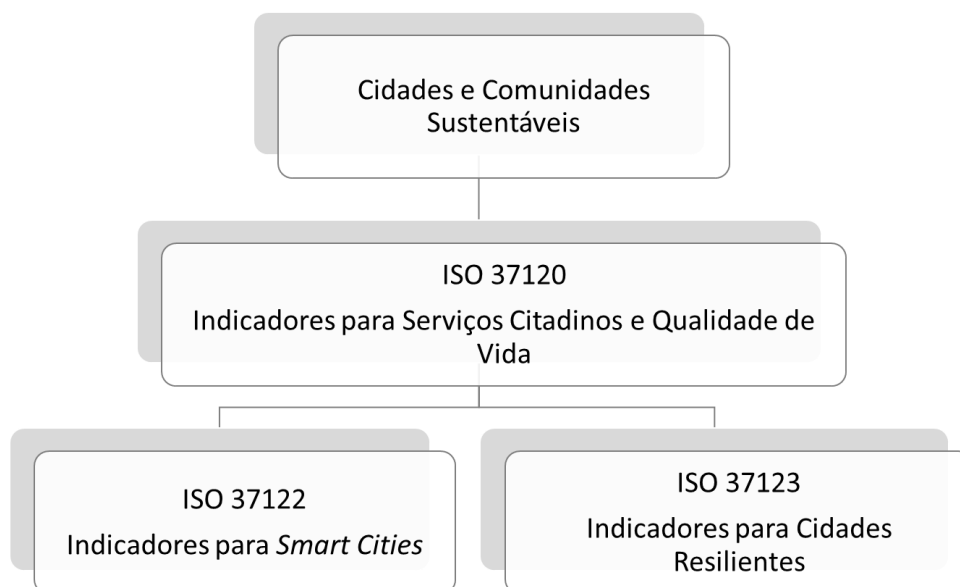 Cidades e Comunidades
Sustentáveis
ISO 37120
Indicadores para Serviços Citadinos e Qualidade de
Vida
ISO 37122
Indicadores para Smart Cities
ISO 37123
Indicadores para Cidades
Resilientes